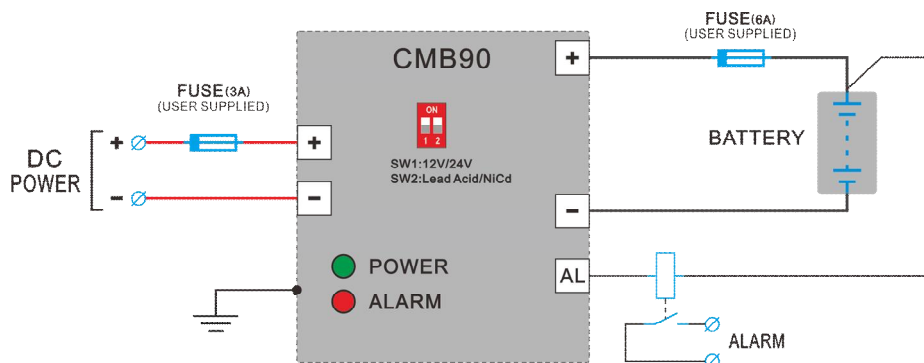 FUSE(6A)
(USER SUPPLIED)
CMB90
+
+
FUSE(3A)
(USER SUPPLIED)
ON
1 2
BATTERY
DC
POWER
+
+
SW1:12V/24V
SW2:Lead Acid/NiCd
−
−
−
POWER
AL
ALARM
ALARM